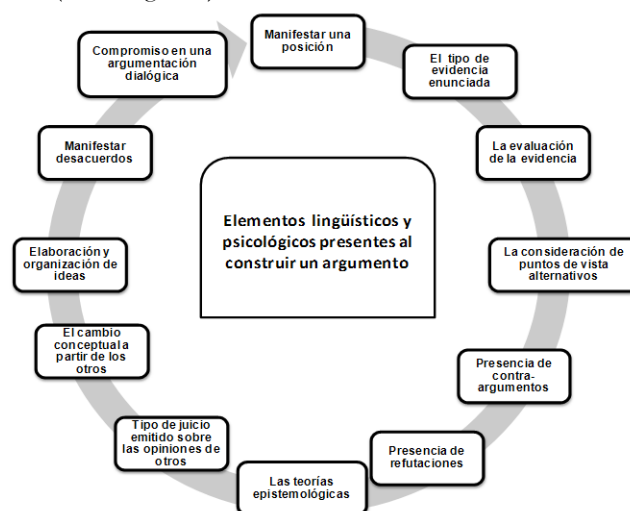 Manifestar una
posición
El tipo de
evidencia
enunciada
La evaluación
de la evidencia
La consideración de
puntos de vista
alternativos
Presencia de
contra-
argumentos
Presencia de
refutaciones
Las teorías
epistemológicas
Tipo de juicio
emitido sobre
las opiniones de
otros
El cambio
conceptual a
partir de los
otros
Elaboración y
organización de
ideas
Manifestar
desacuerdos
Compromiso en una
argumentación
dialógica
Elementos lingüísticos y
psicológicos presentes al
construir un argumento